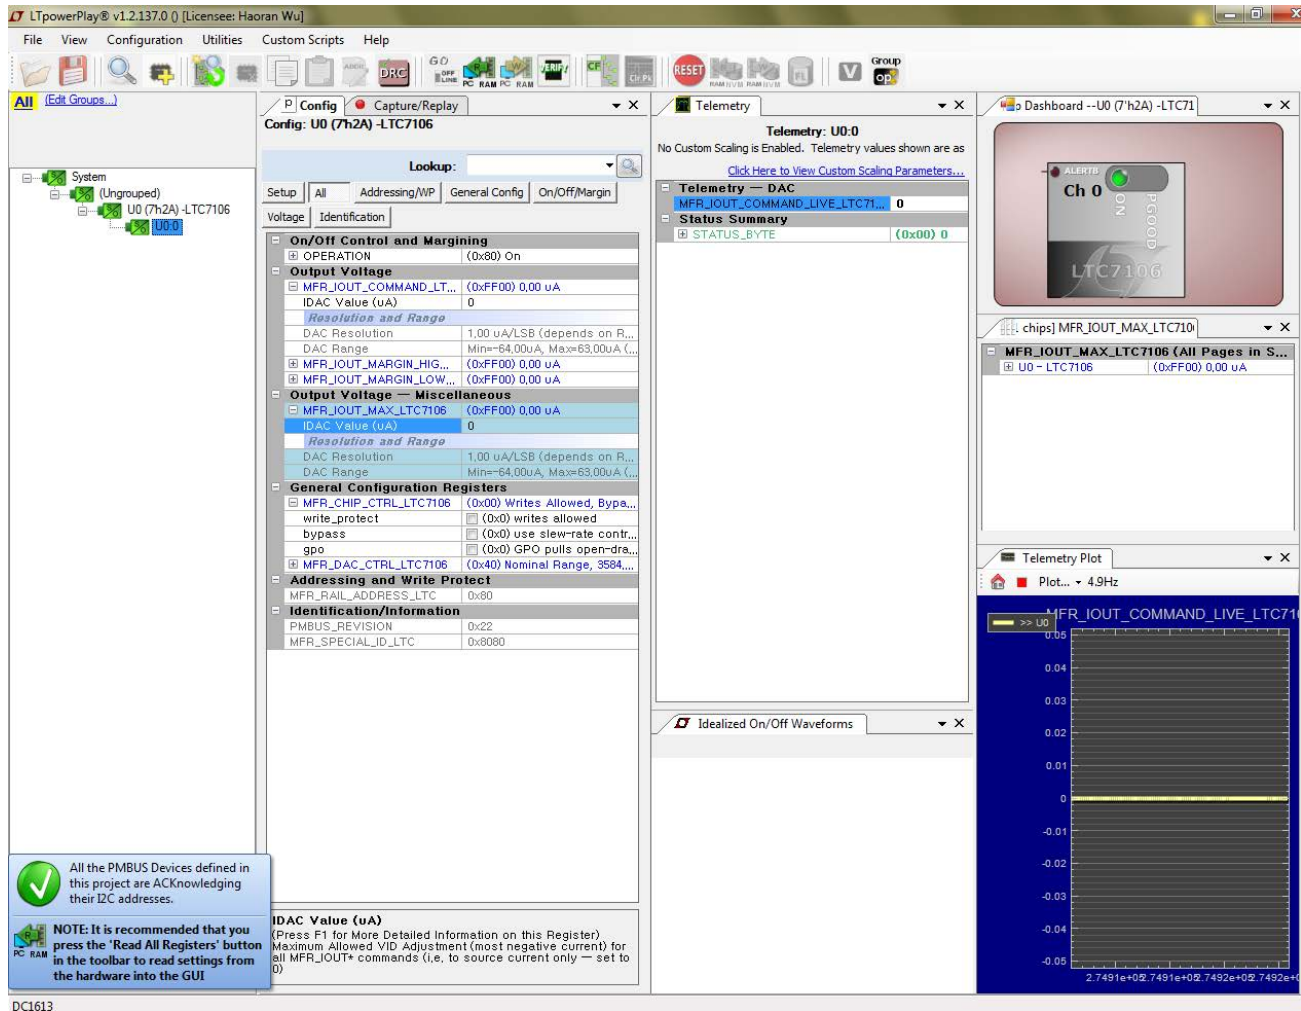 LTpowerPlay® v1.2.137.0 () [Licensee: Haoran Wu]
File View Configuration Utilities Custom Scripts Help
All (Edit Groups...)
System
(Ungrouped)
U0 (7h2A) -LTC7106
U0:0
Config Capture/Replay
Config: U0 (7'h2A) -LTC7106
Lookup:
Setup All Addressing/WP General Config On/Off/Margin
Voltage Identification
On/Off Control and Margining
OPERATION (0x80) On
Output Voltage
MFR_IOUT_COMMAND_LT... (0xFF00) 0,00 uA
IDAC Value (uA) 0
Resolution and Range
DAC Resolution 1,00 uA/LSB (depends on R...
DAC Range Min=-64,00uA, Max=63,00uA (...
MFR_IOUT_MARGIN_HIG... (0xFF00) 0,00 uA
MFR_IOUT_MARGIN_LOW... (0xFF00) 0,00 uA
Output Voltage — Miscellaneous
MFR_IOUT_MAX_LTC7106 (0xFF00) 0,00 uA
IDAC Value (uA) 0
Resolution and Range
DAC Resolution 1,00 uA/LSB (depends on R...
DAC Range Min=-64,00uA, Max=63,00uA (...
General Configuration Registers
MFR_CHIP_CTRL_LTC7106 (0x00) Writes Allowed, Bypa...
write_protect (0x0) writes allowed
bypass (0x0) use slew-rate contr...
gpo (0x0) GPO pulls open-dra...
MFR_DAC_CTRL_LTC7106 (0x40) Nominal Range, 3584,...
Addressing and Write Protect
MFR_RAIL_ADDRESS_LTC 0x80
Identification/Information
PMBUS_REVISION 0x22
MFR_SPECIAL_ID_LTC 0x8080
IDAC Value (uA)
(Press F1 for More Detailed Information on this Register)
Maximum Allowed VID Adjustment (most negative current) for
all MFR_IOUT* commands (i,e, to source current only — set to
0)
Telemetry
Telemetry: U0:0
No Custom Scaling is Enabled. Telemetry values shown are as
Click Here to View Custom Scaling Parameters...
Telemetry — DAC
MFR_IOUT_COMMAND_LIVE_LTC71... 0
Status Summary
STATUS_BYTE (0x00) 0
Idealized On/Off Waveforms
Dashboard --U0 (7'h2A) -LTC71
ALERTB
Ch 0
ON
PGOOD
LTC7106
chips] MFR_IOUT_MAX_LTC710
MFR_IOUT_MAX_LTC7106 (All Pages in S...
U0 - LTC7106 (0xFF00) 0,00 uA
Telemetry Plot
Plot... 4.9Hz
MFR_IOUT_COMMAND_LIVE_LTC71
>> U0
0.05
0.04
0.03
0.02
0.01
0
-0.01
-0.02
-0.03
-0.04
-0.05
All the PMBUS Devices defined in
this project are ACKnowledging
their I2C addresses.
NOTE: It is recommended that you
press the 'Read All Registers' button
in the toolbar to read settings from
the hardware into the GUI
PC RAM
DC1613